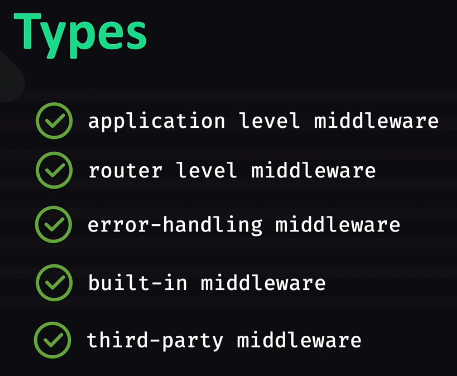 Types
application level middleware
router level middleware
error-handling middleware
built-in middleware
third-party middleware